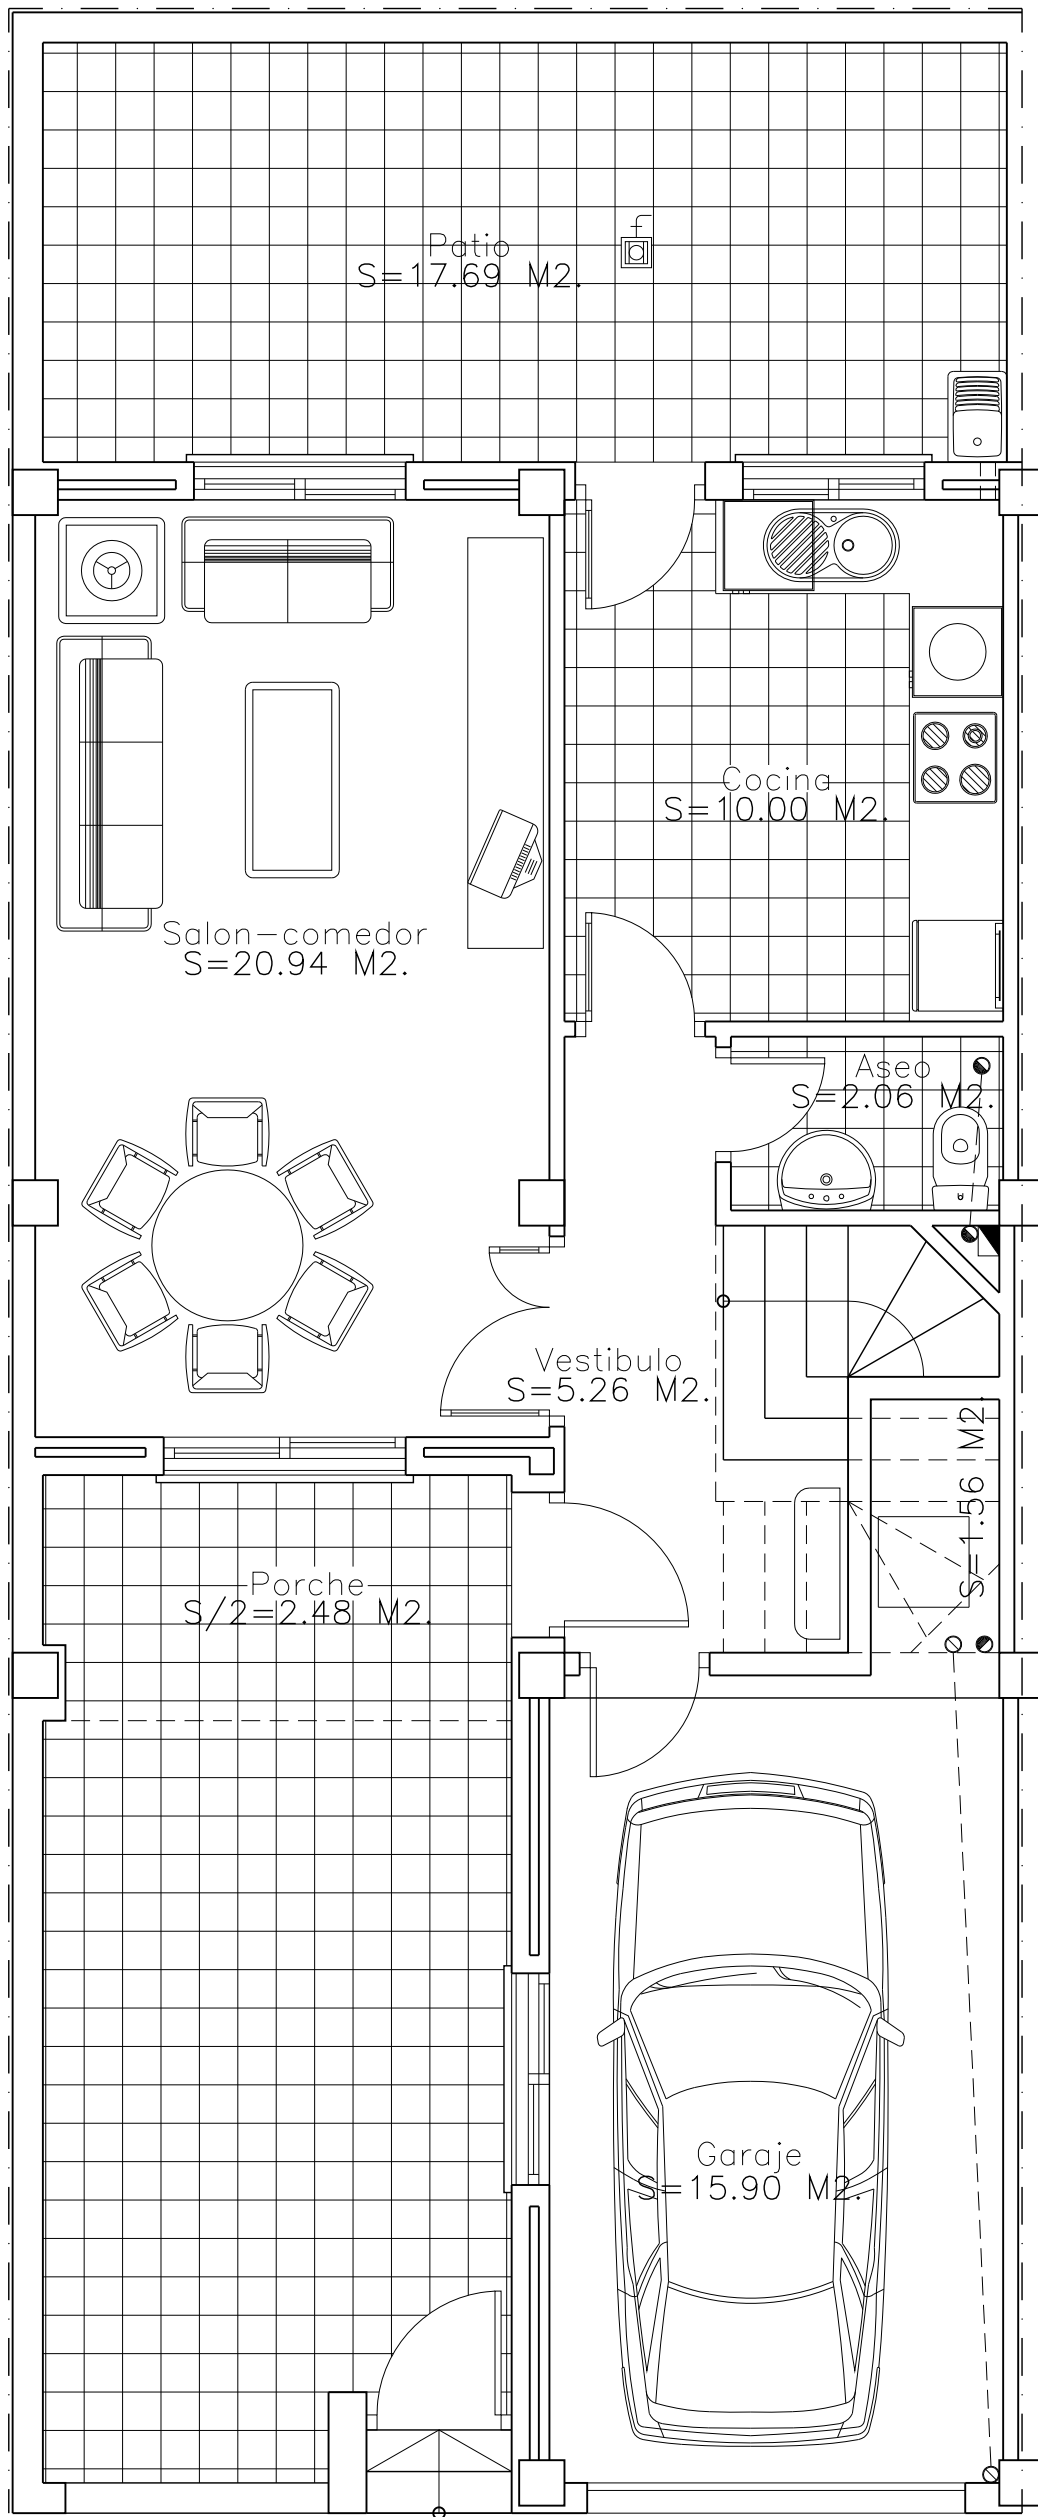 Patio
S=17.69 M2.
Cocina
S=10.00 M2.
Salon-comedor
S=20.94 M2.
Aseo
S=2.06 M2.
Vestibulo
S=5.26 M2.
S=1.56 M2.
Porche
S/2=2.48 M2.
Garaje
S=15.90 M2.